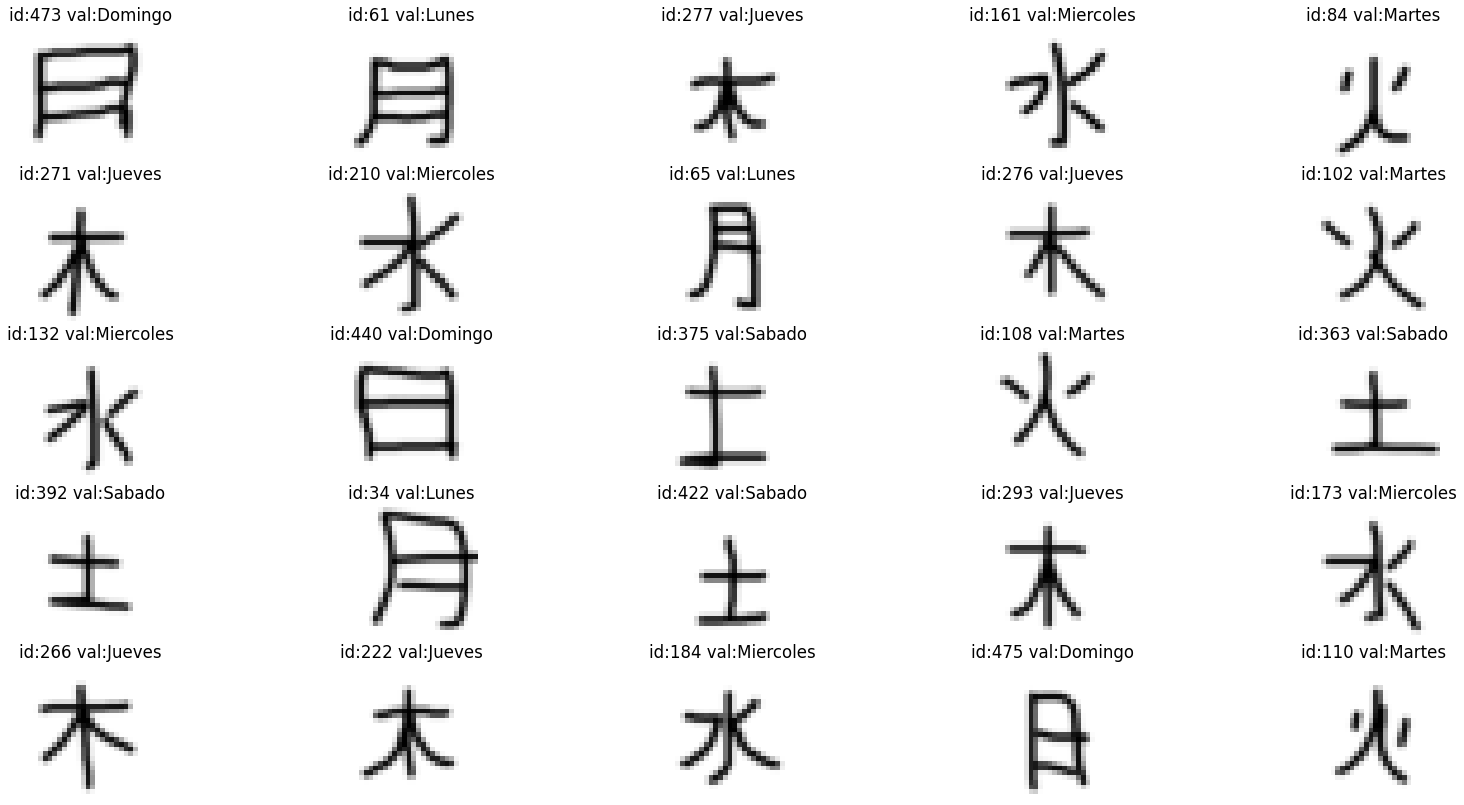 id:473 val:Domingo id:61 val:Lunes id:277 val:Jueves id:161 val:Miercoles id:84 val:Martes
日 月 木 水 火
id:271 val:Jueves id:210 val:Miercoles id:65 val:Lunes id:276 val:Jueves id:102 val:Martes
木 水 月 木 火
id:132 val:Miercoles id:440 val:Domingo id:375 val:Sabado id:108 val:Martes id:363 val:Sabado
水 日 土 火 土
id:392 val:Sabado id:34 val:Lunes id:422 val:Sabado id:293 val:Jueves id:173 val:Miercoles
土 月 土 木 水
id:266 val:Jueves id:222 val:Jueves id:184 val:Miercoles id:475 val:Domingo id:110 val:Martes
木 木 水 日 火